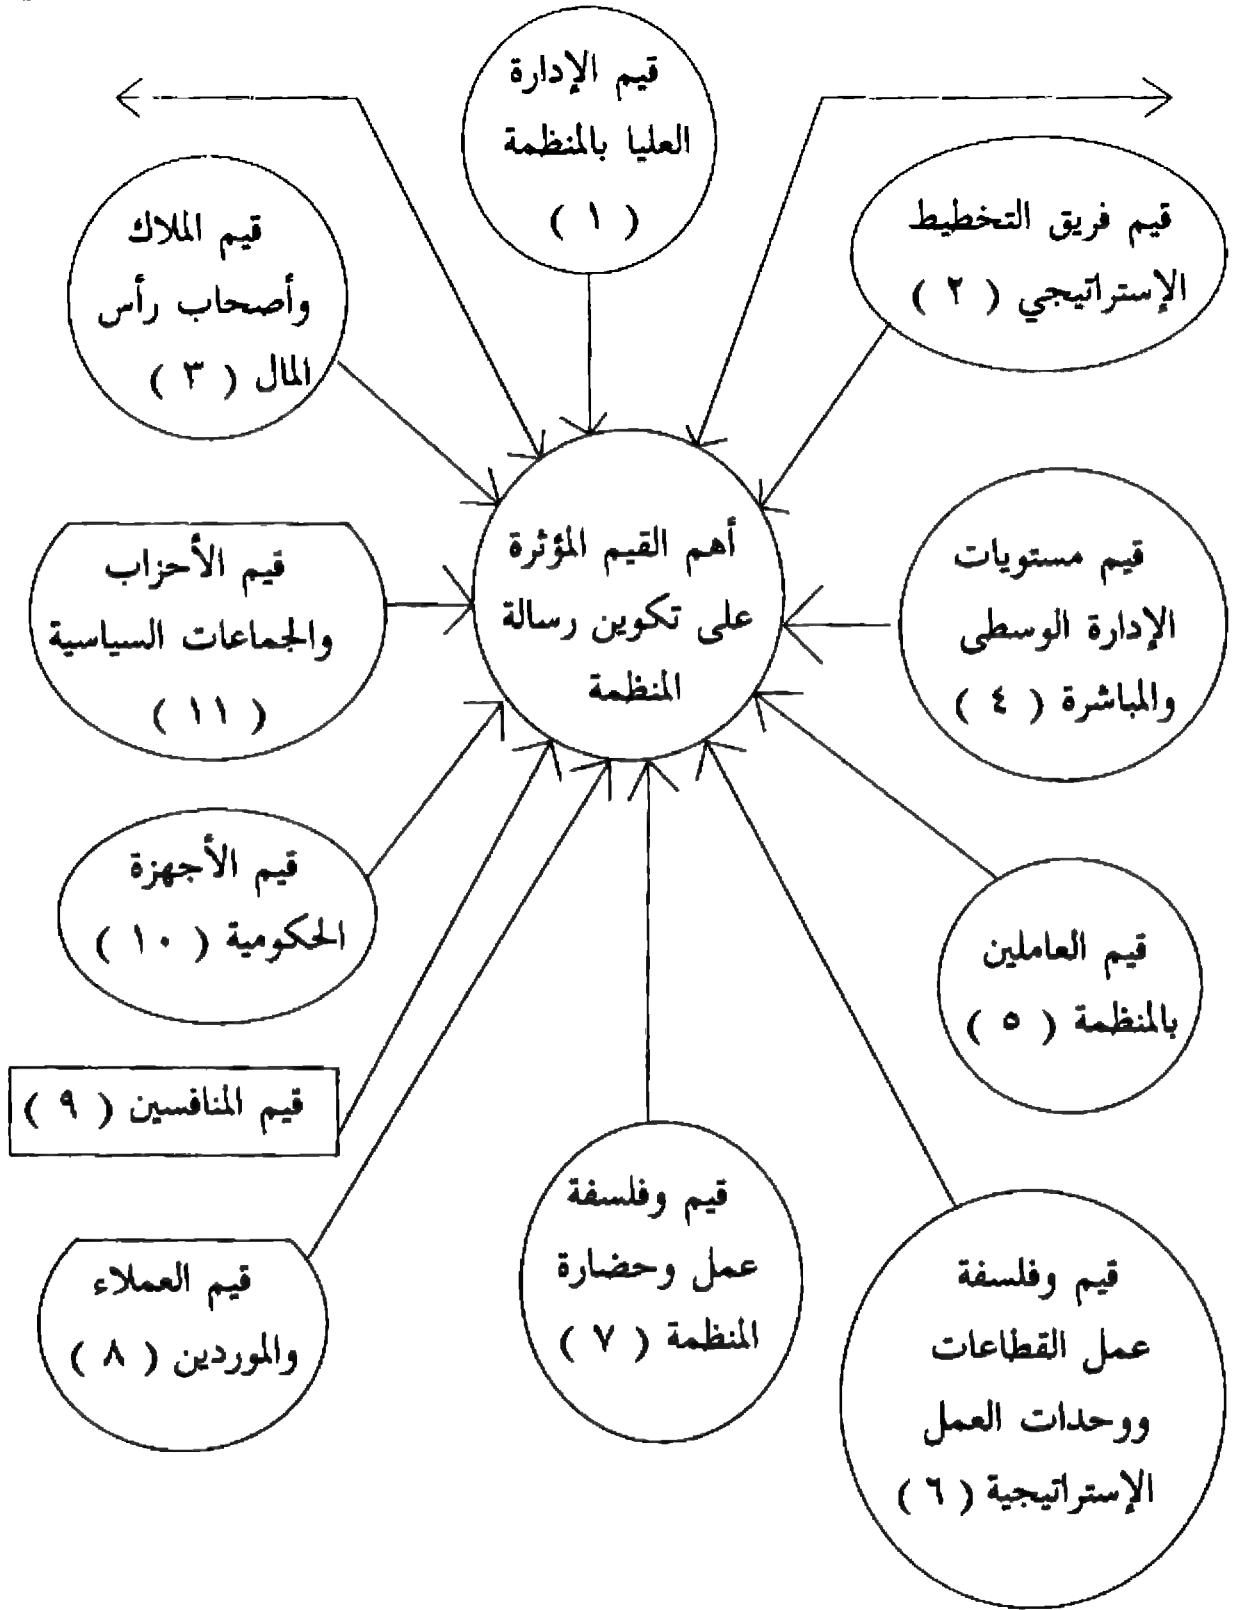 قيم الإدارة
العليا بالمنظمة
( ١ )
قيم فريق التخطيط
الإستراتيجي ( ٢ )
قيم الملاك
وأصحاب رأس
المال ( ٣ )
أهم القيم المؤثرة
على تكوين رسالة
المنظمة
قيم مستويات
الإدارة الوسطى
والمباشرة ( ٤ )
قيم العاملين
بالمنظمة ( ٥ )
قيم وفلسفة
عمل القطاعات
ووحدات العمل
الإستراتيجية ( ٦ )
قيم وفلسفة
عمل وحضارة
المنظمة ( ٧ )
قيم العملاء
والموردين ( ٨ )
قيم المنافسين ( ٩ )
قيم الأجهزة
الحكومية ( ١٠ )
قيم الأحزاب
والجماعات السياسية
( ١١ )